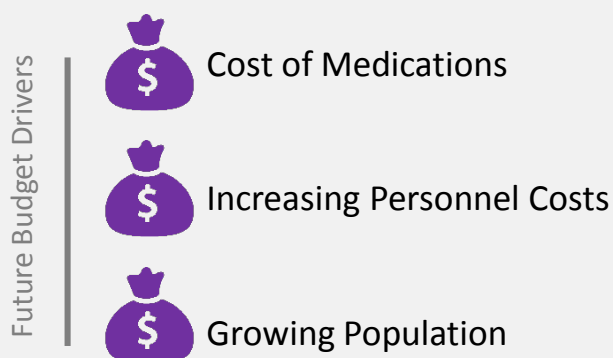 Future Budget Drivers
$ Cost of Medications
$ Increasing Personnel Costs
$ Growing Population